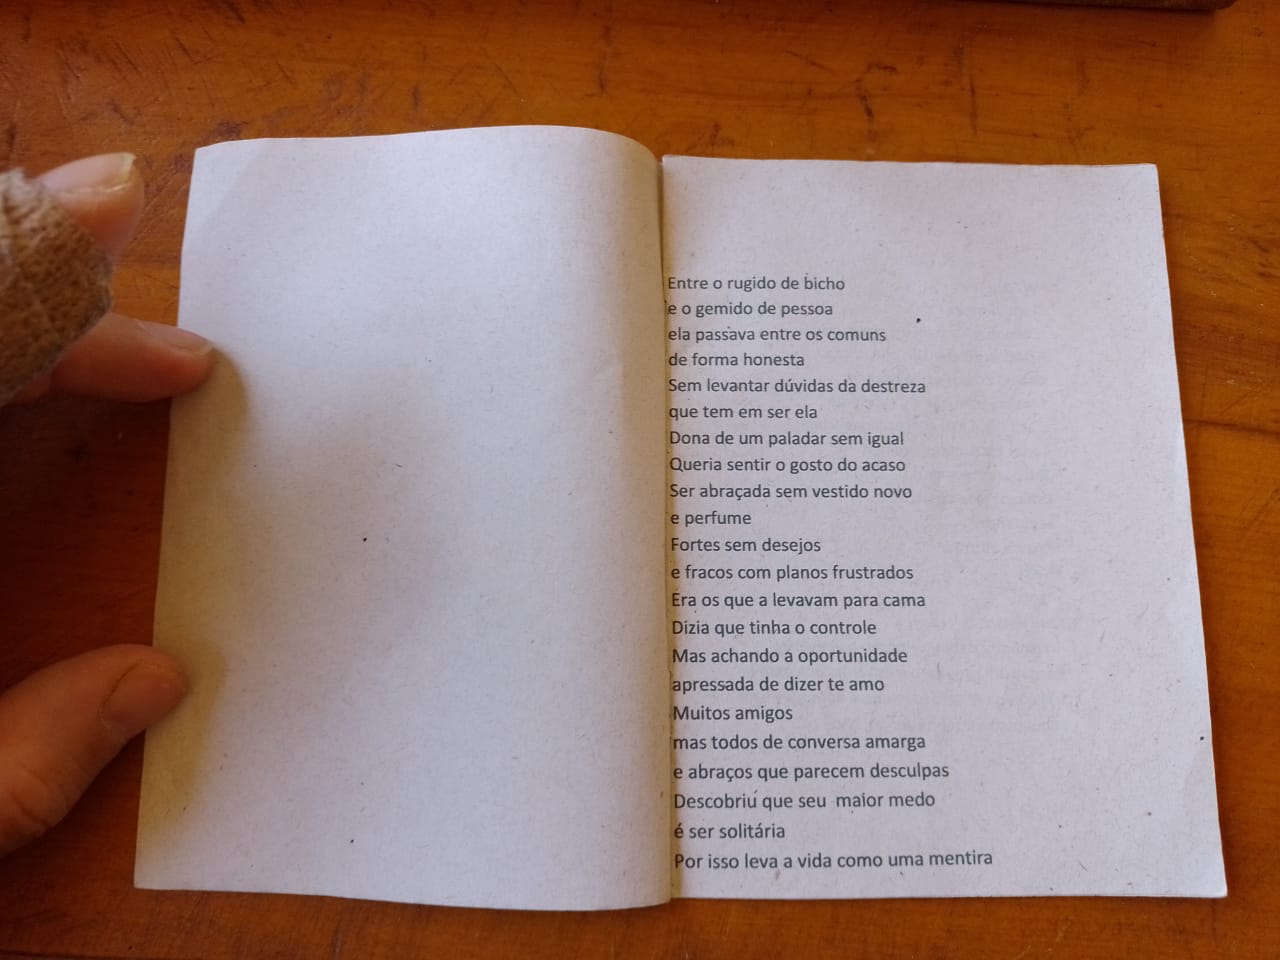 Entre o rugido de bicho
e o gemido de pessoa
ela passava entre os comuns
de forma honesta
Sem levantar dúvidas da destreza
que tem em ser ela
Dona de um paladar sem igual
Queria sentir o gosto do acaso
Ser abraçada sem vestido novo
e perfume
Fortes sem desejos
e fracos com planos frustrados
Era os que a levavam para cama
Dizia que tinha o controle
Mas achando a oportunidade
apressada de dizer te amo
Muitos amigos
mas todos de conversa amarga
e abraços que parecem desculpas
Descobriu que seu maior medo
é ser solitária
Por isso leva a vida como uma mentira